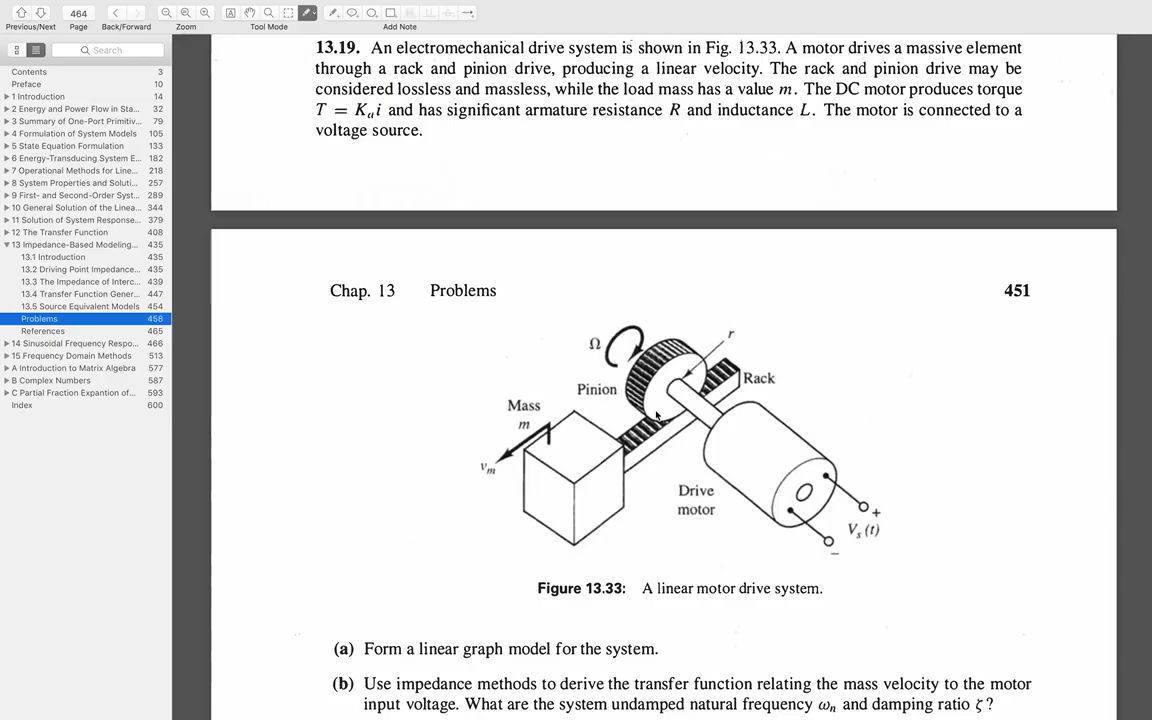 464
Previous/Next
Page
Back/Forward
Zoom
Tool Mode
Add Note
Search
Contents 3
Preface 10
1 Introduction 14
2 Energy and Power Flow in Sta... 32
3 Summary of One-Port Primitiv... 79
4 Formulation of System Models 105
5 State Equation Formulation 133
6 Energy-Transducing System E... 182
7 Operational Methods for Line... 218
8 System Properties and Soluti... 257
9 First- and Second-Order Syst... 289
10 General Solution of the Linea... 344
11 Solution of System Response... 379
12 The Transfer Function 408
13 Impedance-Based Modeling... 435
13.1 Introduction 435
13.2 Driving Point Impedance... 435
13.3 The Impedance of Interc... 439
13.4 Transfer Function Gener... 447
13.5 Source Equivalent Models 454
Problems 458
References 465
14 Sinusoidal Frequency Respo... 466
15 Frequency Domain Methods 513
A Introduction to Matrix Algebra 577
B Complex Numbers 587
C Partial Fraction Expantion of... 593
Index 600
13.19. An electromechanical drive system is shown in Fig. 13.33. A motor drives a massive element
through a rack and pinion drive, producing a linear velocity. The rack and pinion drive may be
considered lossless and massless, while the load mass has a value m. The DC motor produces torque
T = Kₐi and has significant armature resistance R and inductance L. The motor is connected to a
voltage source.
Chap. 13 Problems 451
Ω
r
Pinion
Rack
Mass
m
vₘ
Drive
motor
+
Vₛ(t)
−
Figure 13.33: A linear motor drive system.
(a) Form a linear graph model for the system.
(b) Use impedance methods to derive the transfer function relating the mass velocity to the motor
input voltage. What are the system undamped natural frequency ωₙ and damping ratio ζ?